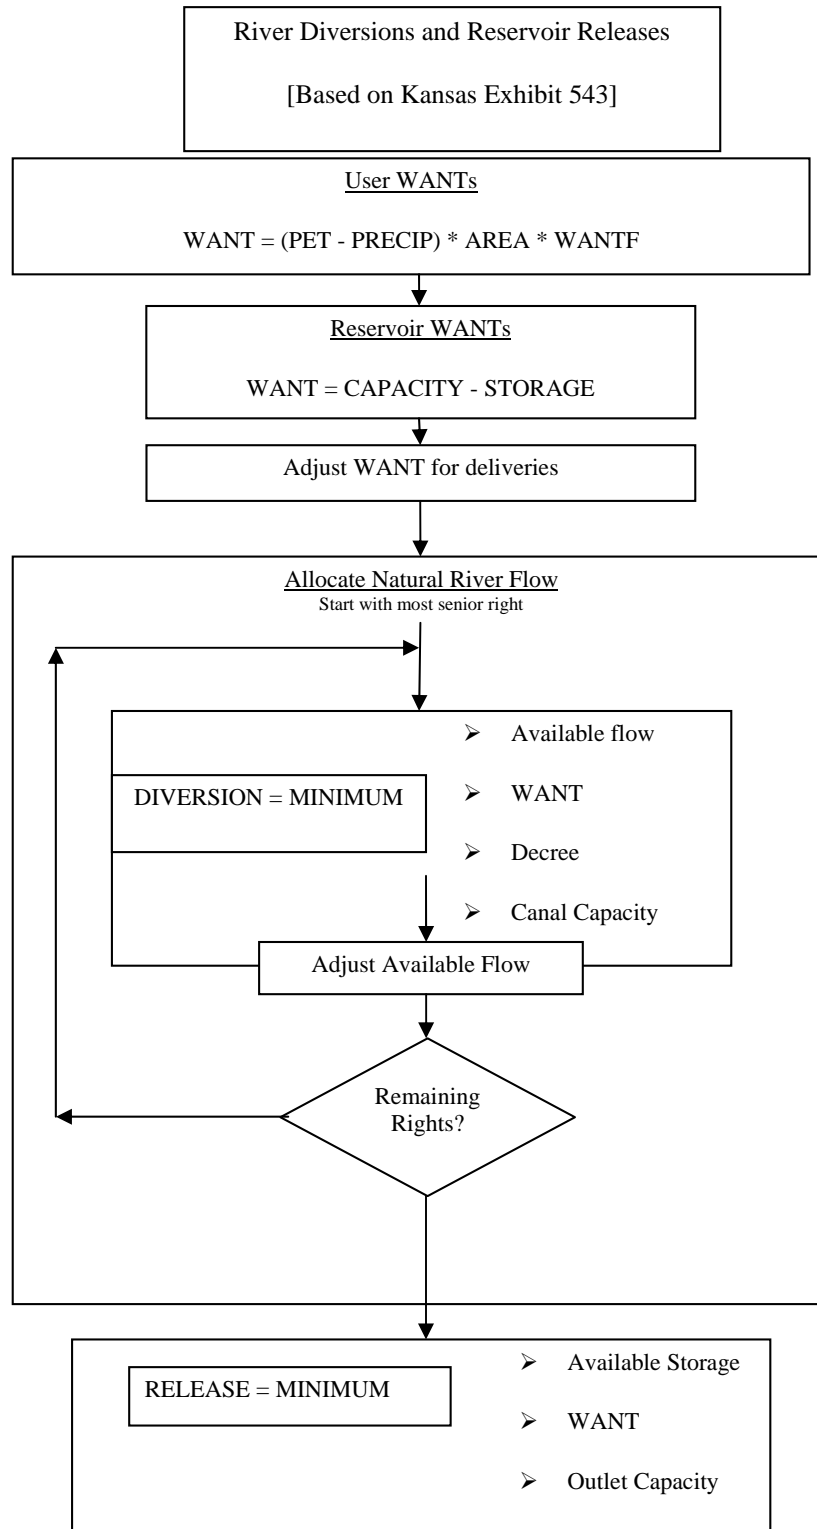 River Diversions and Reservoir Releases
[Based on Kansas Exhibit 543]
User WANTs
WANT = (PET - PRECIP) * AREA * WANTF
Reservoir WANTs
WANT = CAPACITY - STORAGE
Adjust WANT for deliveries
Allocate Natural River Flow
Start with most senior right
DIVERSION = MINIMUM
➢ Available flow
➢ WANT
➢ Decree
➢ Canal Capacity
Adjust Available Flow
Remaining
Rights?
RELEASE = MINIMUM
➢ Available Storage
➢ WANT
➢ Outlet Capacity